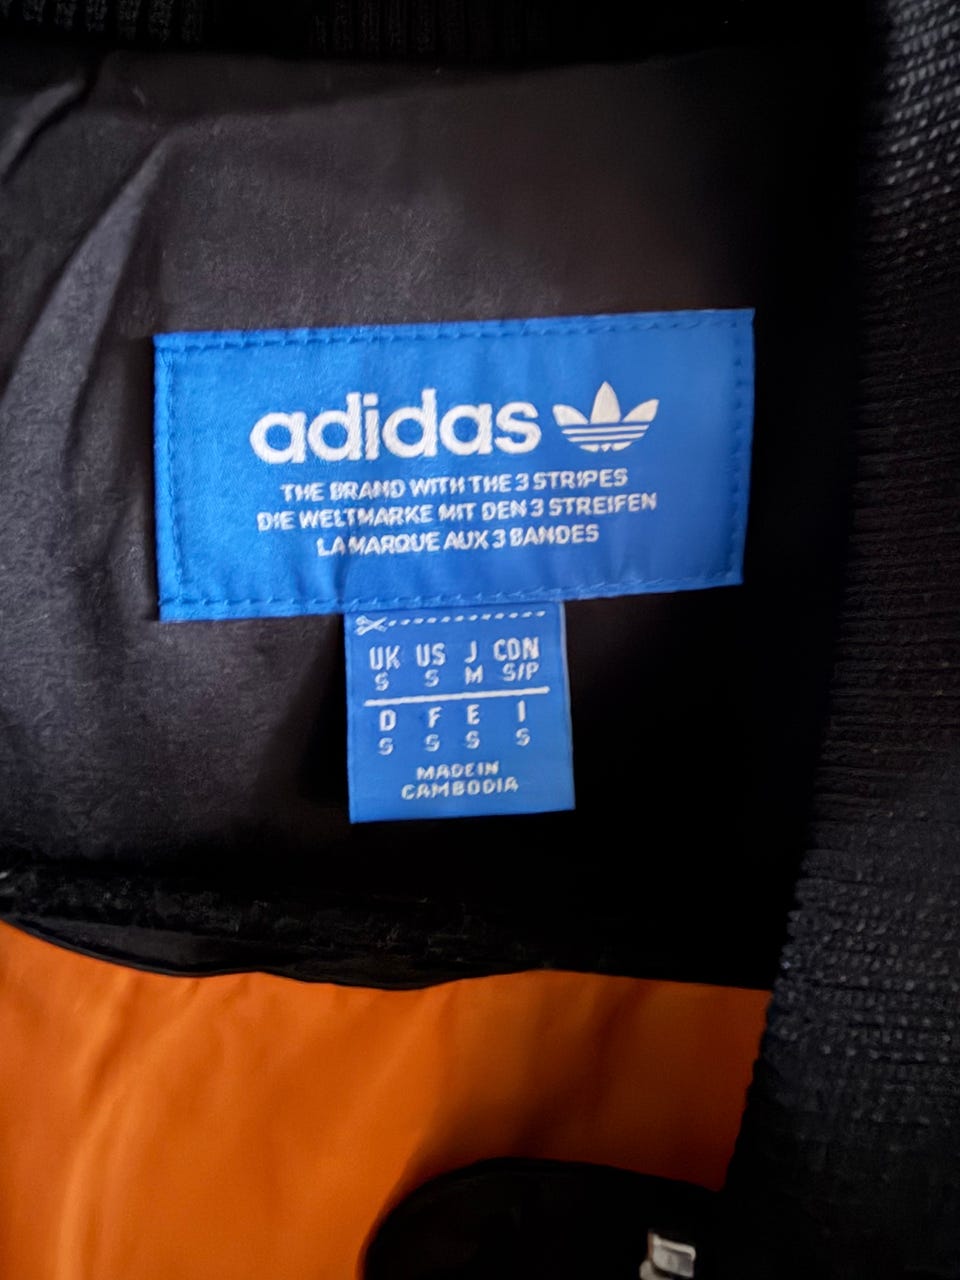 adidas
THE BRAND WITH THE 3 STRIPES
DIE WELTMARKE MIT DEN 3 STREIFEN
LA MARQUE AUX 3 BANDES
UK US J CON
S S M S/P
D F E I
S S S S
MADE IN
CAMBODIA